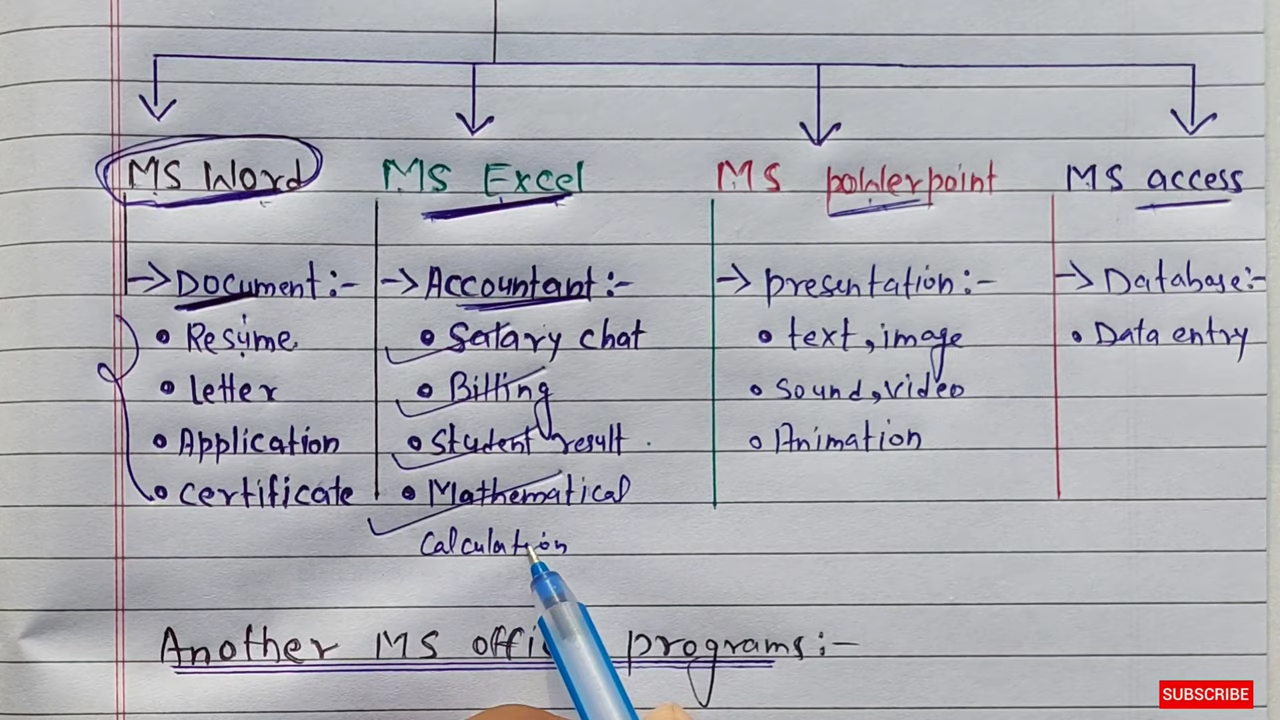 MS Word
Document:-
• Resume
• Letter
• Application
• Certificate
MS Excel
Accountant:-
• Salary chat
• Billing
• Student result
• Mathematical
Calculation
MS powerpoint
presentation:-
• text, image
• Sound, video
• Animation
MS access
Database:-
• Data entry
Another MS programs:-
SUBSCRIBE